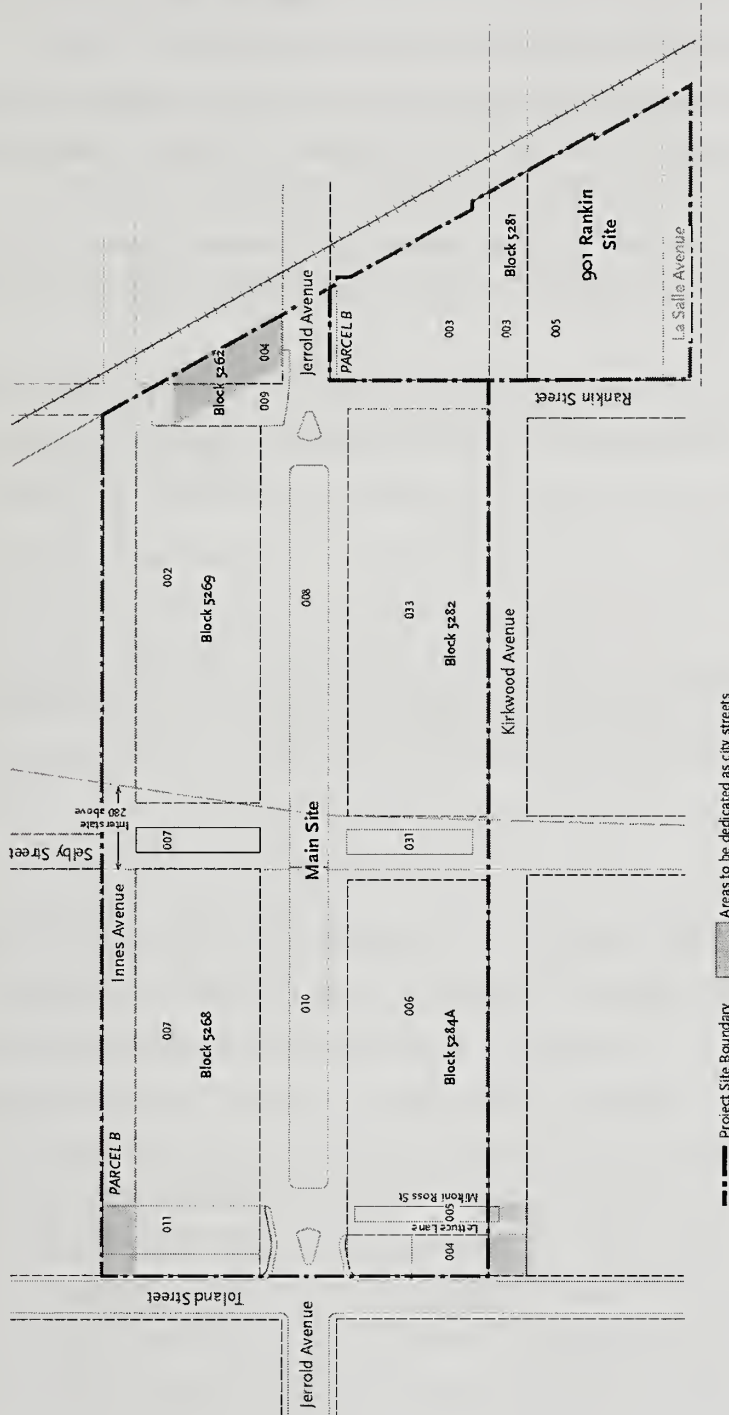 Selby Street
Interstate
280 above
Innes Avenue
PARCEL B
011
007
Block 5268
007
002
Block 5269
Block 5262
004
009
Toland Street
Jerrold Avenue
010
Main Site
008
Jerrold Avenue
PARCEL B
003
003
Block 5281
005
901 Rankin
Site
La Salle Avenue
Rankin Street
Lettuce Lane
004
005
Milton Ross St
006
Block 5284A
031
033
Block 5282
Kirkwood Avenue
Project Site Boundary
Areas to be dedicated as city streets